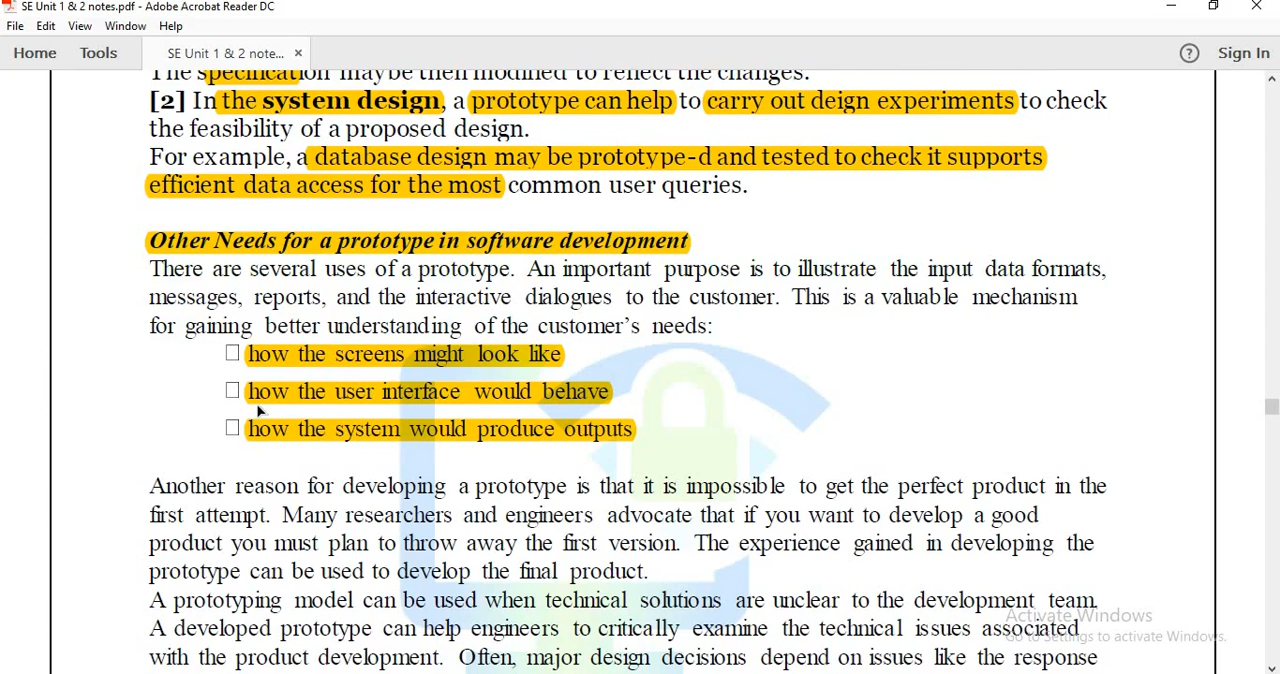 SE Unit 1 & 2 notes.pdf - Adobe Acrobat Reader DC
File Edit View Window Help
Home Tools SE Unit 1 & 2 note... × ? Sign In
The specification maybe then modified to reflect the changes.
[2] In the system design, a prototype can help to carry out deign experiments to check
the feasibility of a proposed design.
For example, a database design may be prototype-d and tested to check it supports
efficient data access for the most common user queries.
Other Needs for a prototype in software development
There are several uses of a prototype. An important purpose is to illustrate the input data formats,
messages, reports, and the interactive dialogues to the customer. This is a valuable mechanism
for gaining better understanding of the customer's needs:
how the screens might look like
how the user interface would behave
how the system would produce outputs
Another reason for developing a prototype is that it is impossible to get the perfect product in the
first attempt. Many researchers and engineers advocate that if you want to develop a good
product you must plan to throw away the first version. The experience gained in developing the
prototype can be used to develop the final product.
A prototyping model can be used when technical solutions are unclear to the development team.
A developed prototype can help engineers to critically examine the technical issues associated
with the product development. Often, major design decisions depend on issues like the response
Activate Windows
Go to Settings to activate Windows.